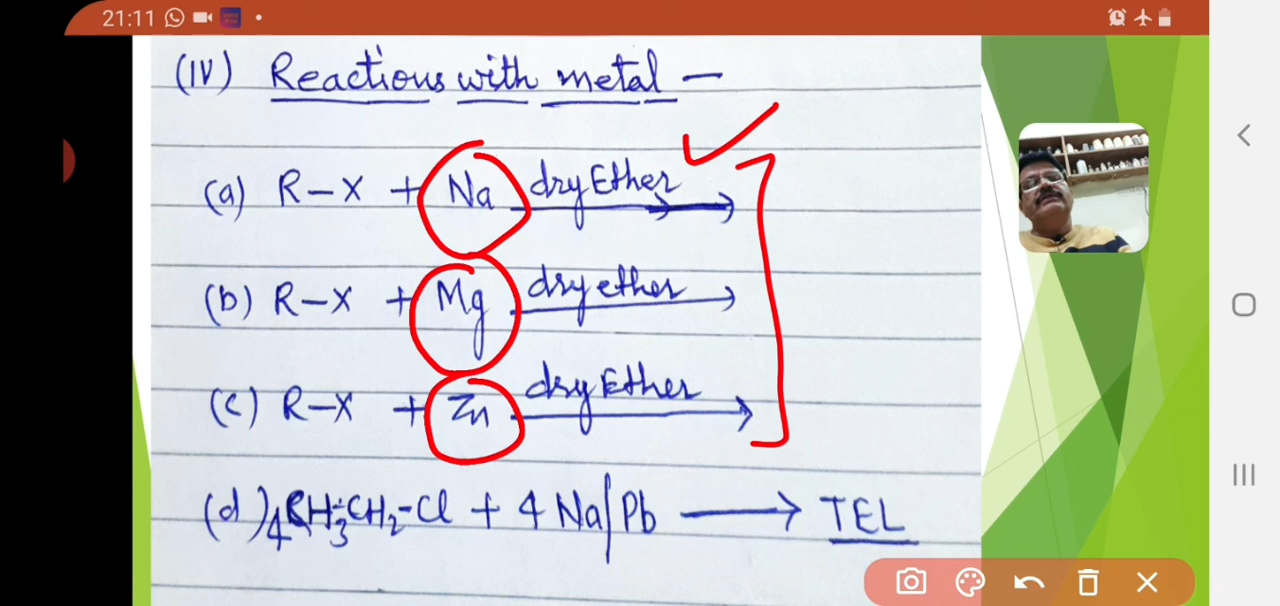 21:11
(IV) Reactions with metal —
(a) R-X + Na dry Ether
(b) R-X + Mg dry ether
(c) R-X + Zn dry Ether
(d) 4CH3-CH2-Cl + 4 Na/Pb → TEL